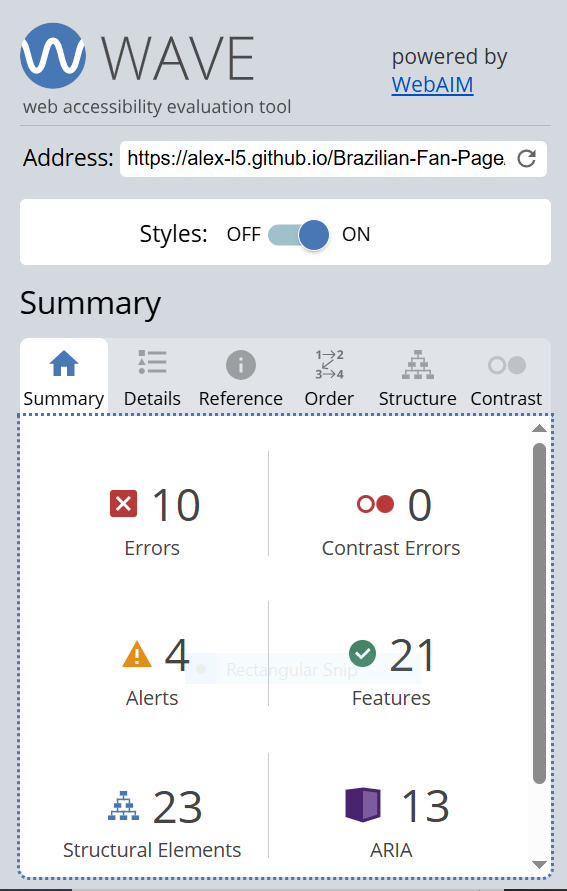 WAVE
powered by
WebAIM
web accessibility evaluation tool
Address: https://alex-l5.github.io/Brazilian-Fan-Page/
Styles: OFF ON
Summary
1→2
3→4
Summary Details Reference Order Structure Contrast
10 0
Errors Contrast Errors
4 21
Rectangular Snip
Alerts Features
23 13
Structural Elements ARIA